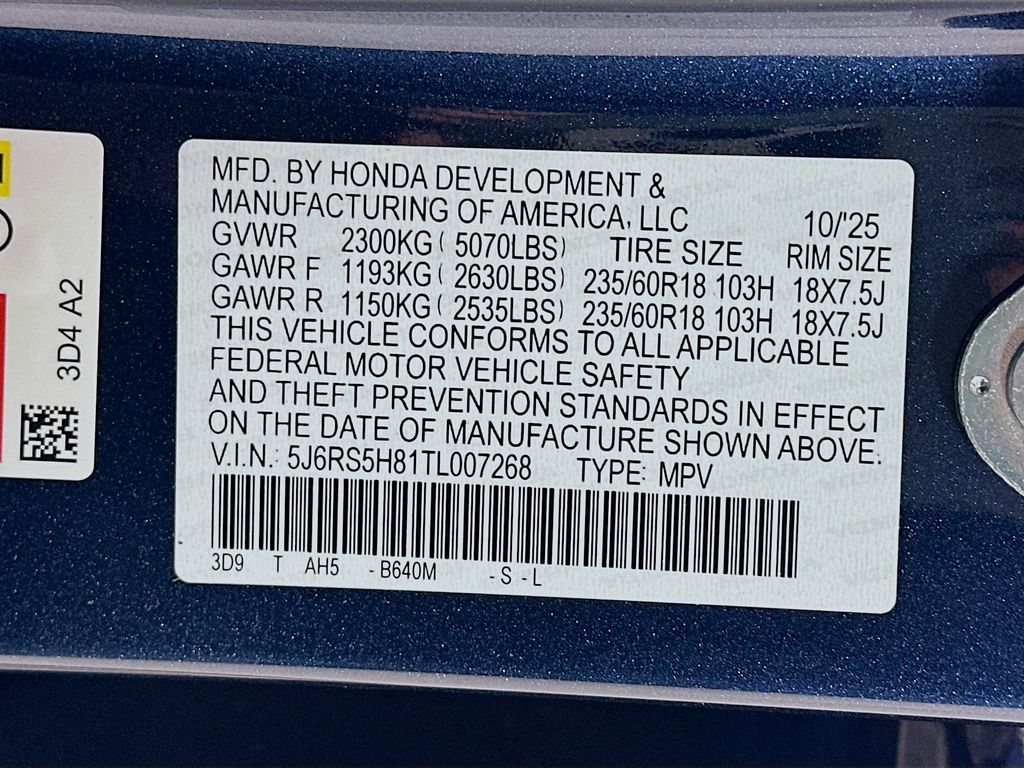 MFD. BY HONDA DEVELOPMENT &
MANUFACTURING OF AMERICA, LLC 10/'25
GVWR 2300KG ( 5070LBS) TIRE SIZE RIM SIZE
GAWR F 1193KG ( 2630LBS) 235/60R18 103H 18X7.5J
GAWR R 1150KG ( 2535LBS) 235/60R18 103H 18X7.5J
THIS VEHICLE CONFORMS TO ALL APPLICABLE
FEDERAL MOTOR VEHICLE SAFETY
AND THEFT PREVENTION STANDARDS IN EFFECT
ON THE DATE OF MANUFACTURE SHOWN ABOVE.
V.I.N.: 5J6RS5H81TL007268 TYPE: MPV
3D9 T AH5 -B640M -S -L
3D4 A2